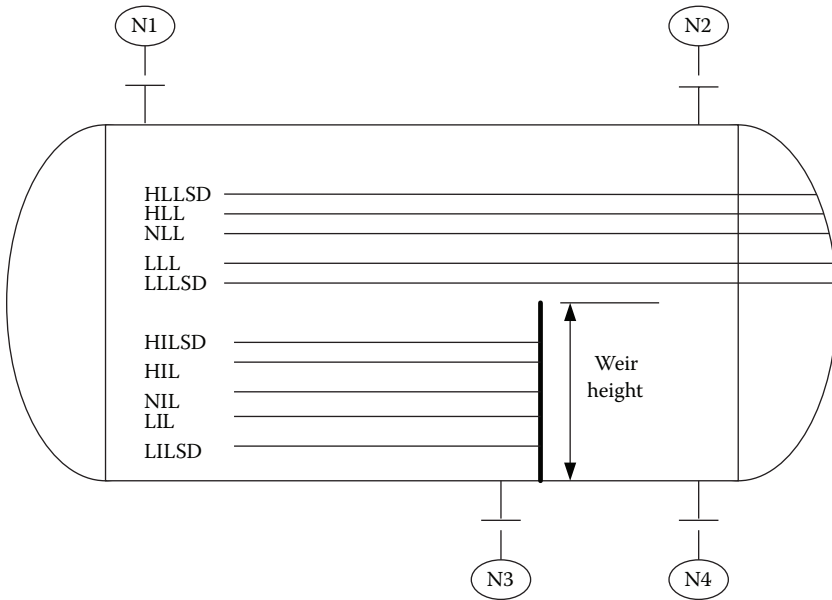 N1
N2
HLLSD
HLL
NLL
LLL
LLLSD
HILSD
HIL
NIL
LIL
LILSD
Weir
height
N3
N4